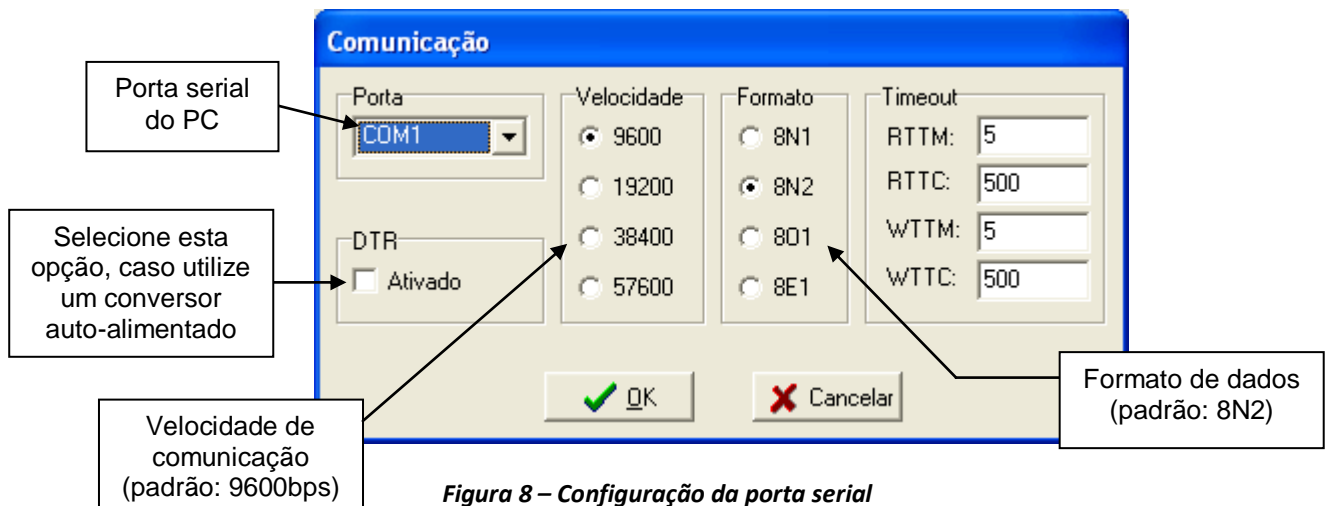 Comunicação
Porta serial
do PC
Porta
COM1
Velocidade
9600
19200
38400
57600
Formato
8N1
8N2
8O1
8E1
Timeout
RTTM: 5
RTTC: 500
WTTM: 5
WTTC: 500
Selecione esta
opção, caso utilize
um conversor
auto-alimentado
DTR
Ativado
OK
Cancelar
Velocidade de
comunicação
(padrão: 9600bps)
Formato de dados
(padrão: 8N2)
Figura 8 – Configuração da porta serial